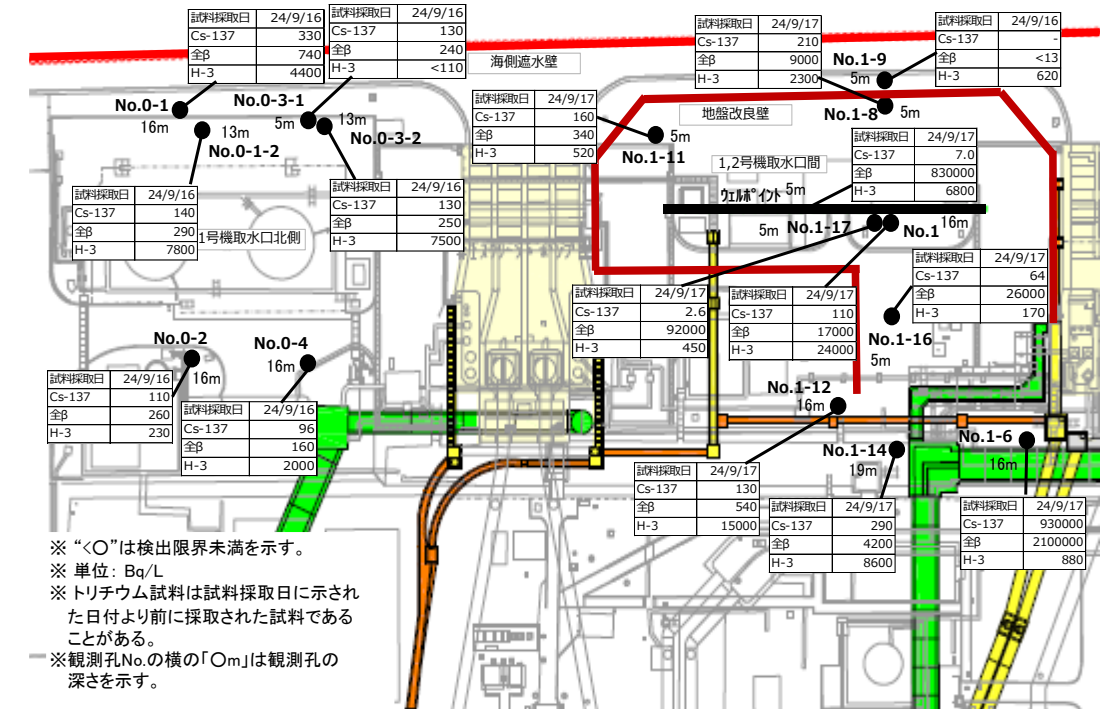 試料採取日 24/9/16
Cs-137 330
全β 740
H-3 4400
試料採取日 24/9/16
Cs-137 130
全β 240
H-3 <110
海側遮水壁
試料採取日 24/9/17
Cs-137 210
全β 9000
H-3 2300
試料採取日 24/9/16
Cs-137 -
全β <13
H-3 620
No.1-9
5m
No.0-1
16m
No.0-3-1
5m
13m
No.0-3-2
13m
No.0-1-2
試料採取日 24/9/17
Cs-137 160
全β 340
H-3 520
5m
No.1-11
地盤改良壁
No.1-8
5m
試料採取日 24/9/17
Cs-137 7.0
全β 830000
H-3 6800
1,2号機取水口間
ウェルポイント 5m
5m No.1-17
No.1 16m
試料採取日 24/9/16
Cs-137 140
全β 290
H-3 7800
1号機取水口北側
試料採取日 24/9/16
Cs-137 130
全β 250
H-3 7500
試料採取日 24/9/17
Cs-137 64
全β 26000
H-3 170
試料採取日 24/9/17
Cs-137 2.6
全β 92000
H-3 450
試料採取日 24/9/17
Cs-137 110
全β 17000
H-3 24000
No.1-16
5m
No.0-2
16m
No.0-4
16m
試料採取日 24/9/16
Cs-137 110
全β 260
H-3 230
試料採取日 24/9/16
Cs-137 96
全β 160
H-3 2000
No.1-12
16m
No.1-14
19m
No.1-6
16m
試料採取日 24/9/17
Cs-137 130
全β 540
H-3 15000
試料採取日 24/9/17
Cs-137 290
全β 4200
H-3 8600
試料採取日 24/9/17
Cs-137 930000
全β 2100000
H-3 880
※ “<○”は検出限界未満を示す。
※ 単位: Bq/L
※ トリチウム試料は試料採取日に示され
た日付より前に採取された試料である
ことがある。
※観測孔No.の横の「○m」は観測孔の
深さを示す。